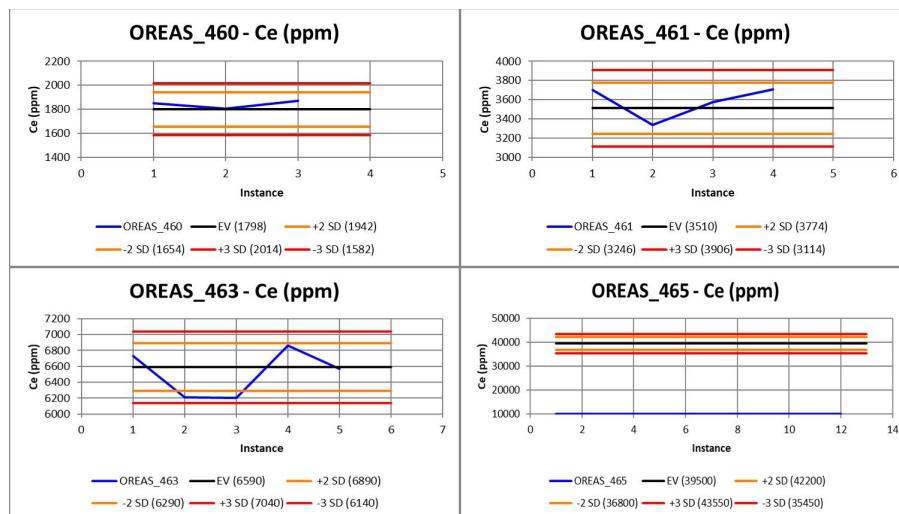 OREAS_460 - Ce (ppm)
2200
2000
1800
1600
1400
Ce (ppm)
0 1 2 3 4 5
Instance
OREAS_460 EV (1798) +2 SD (1942)
-2 SD (1654) +3 SD (2014) -3 SD (1582)
OREAS_461 - Ce (ppm)
4000
3800
3600
3400
3200
3000
Ce (ppm)
0 1 2 3 4 5 6
Instance
OREAS_461 EV (3510) +2 SD (3774)
-2 SD (3246) +3 SD (3906) -3 SD (3114)
OREAS_463 - Ce (ppm)
7200
7000
6800
6600
6400
6200
6000
Ce (ppm)
0 1 2 3 4 5 6 7
Instance
OREAS_463 EV (6590) +2 SD (6890)
-2 SD (6290) +3 SD (7040) -3 SD (6140)
OREAS_465 - Ce (ppm)
50000
40000
30000
20000
10000
Ce (ppm)
0 2 4 6 8 10 12 14
Instance
OREAS_465 EV (39500) +2 SD (42200)
-2 SD (36800) +3 SD (43550) -3 SD (35450)